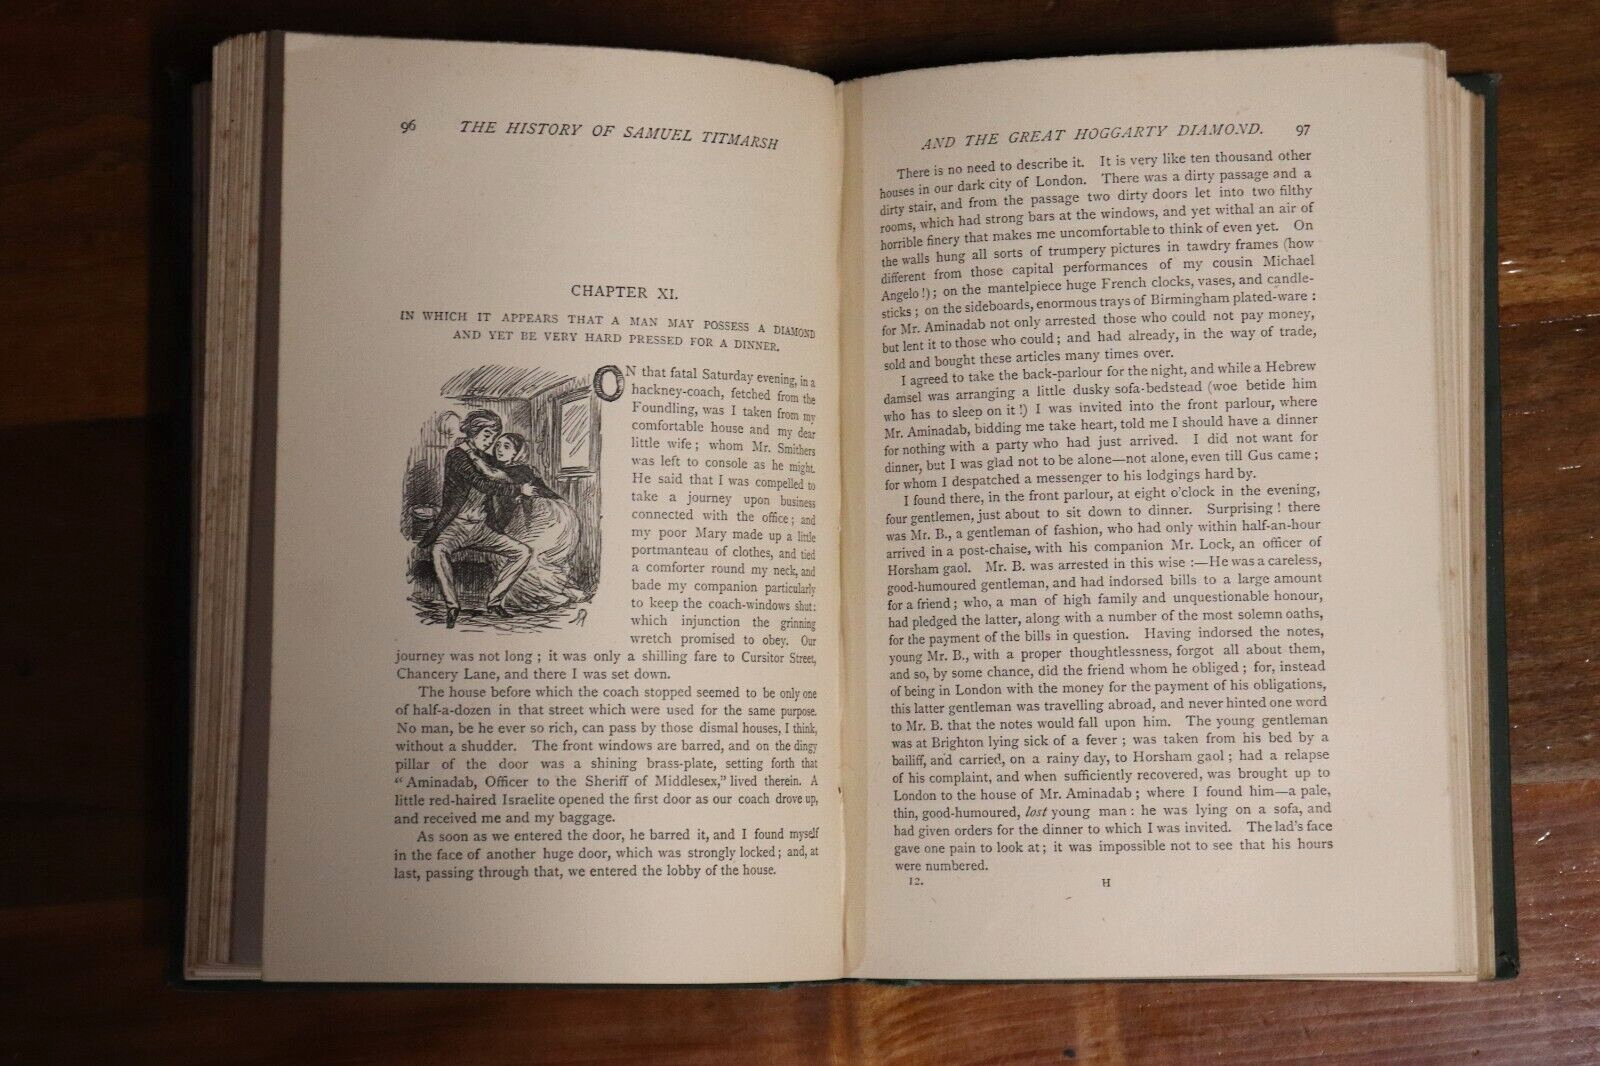 96 THE HISTORY OF SAMUEL TITMARSH
CHAPTER XI.
IN WHICH IT APPEARS THAT A MAN MAY POSSESS A DIAMOND
AND YET BE VERY HARD PRESSED FOR A DINNER.
ON that fatal Saturday evening, in a
hackney-coach, fetched from the
Foundling, was I taken from my
comfortable house and my dear
little wife; whom Mr. Smithers
was left to console as he might.
He said that I was compelled to
take a journey upon business
connected with the office; and
my poor Mary made up a little
portmanteau of clothes, and tied
a comforter round my neck, and
bade my companion particularly
to keep the coach-windows shut:
which injunction the grinning
wretch promised to obey. Our
journey was not long; it was only a shilling fare to Cursitor Street,
Chancery Lane, and there I was set down.
The house before which the coach stopped seemed to be only one
of half-a-dozen in that street which were used for the same purpose.
No man, be he ever so rich, can pass by those dismal houses, I think,
without a shudder. The front windows are barred, and on the dingy
pillar of the door was a shining brass-plate, setting forth that
"Aminadab, Officer to the Sheriff of Middlesex," lived therein. A
little red-haired Israelite opened the first door as our coach drove up,
and received me and my baggage.
As soon as we entered the door, he barred it, and I found myself
in the face of another huge door, which was strongly locked; and, at
last, passing through that, we entered the lobby of the house.
AND THE GREAT HOGGARTY DIAMOND. 97
There is no need to describe it. It is very like ten thousand other
houses in our dark city of London. There was a dirty passage and a
dirty stair, and from the passage two dirty doors let into two filthy
rooms, which had strong bars at the windows, and yet withal an air of
horrible finery that makes me uncomfortable to think of even yet. On
the walls hung all sorts of trumpery pictures in tawdry frames (how
different from those capital performances of my cousin Michael
Angelo!); on the mantelpiece huge French clocks, vases, and candle-
sticks; on the sideboards, enormous trays of Birmingham plated-ware:
for Mr. Aminadab not only arrested those who could not pay money,
but lent it to those who could; and had already, in the way of trade,
sold and bought these articles many times over.
I agreed to take the back-parlour for the night, and while a Hebrew
damsel was arranging a little dusky sofa-bedstead (woe betide him
who has to sleep on it!) I was invited into the front parlour, where
Mr. Aminadab, bidding me take heart, told me I should have a dinner
for nothing with a party who had just arrived. I did not want for
dinner, but I was glad not to be alone—not alone, even till Gus came;
for whom I despatched a messenger to his lodgings hard by.
I found there, in the front parlour, at eight o'clock in the evening,
four gentlemen, just about to sit down to dinner. Surprising! there
was Mr. B., a gentleman of fashion, who had only within half-an-hour
arrived in a post-chaise, with his companion Mr. Lock, an officer of
Horsham gaol. Mr. B. was arrested in this wise:—He was a careless,
good-humoured gentleman, and had indorsed bills to a large amount
for a friend; who, a man of high family and unquestionable honour,
had pledged the latter, along with a number of the most solemn oaths,
for the payment of the bills in question. Having indorsed the notes,
young Mr. B., with a proper thoughtlessness, forgot all about them,
and so, by some chance, did the friend whom he obliged; for, instead
of being in London with the money for the payment of his obligations,
this latter gentleman was travelling abroad, and never hinted one word
to Mr. B. that the notes would fall upon him. The young gentleman
was at Brighton lying sick of a fever; was taken from his bed by a
bailiff, and carried, on a rainy day, to Horsham gaol; had a relapse
of his complaint, and when sufficiently recovered, was brought up to
London to the house of Mr. Aminadab; where I found him—a pale,
thin, good-humoured, lost young man: he was lying on a sofa, and
had given orders for the dinner to which I was invited. The lad's face
gave one pain to look at; it was impossible not to see that his hours
were numbered.
12. H